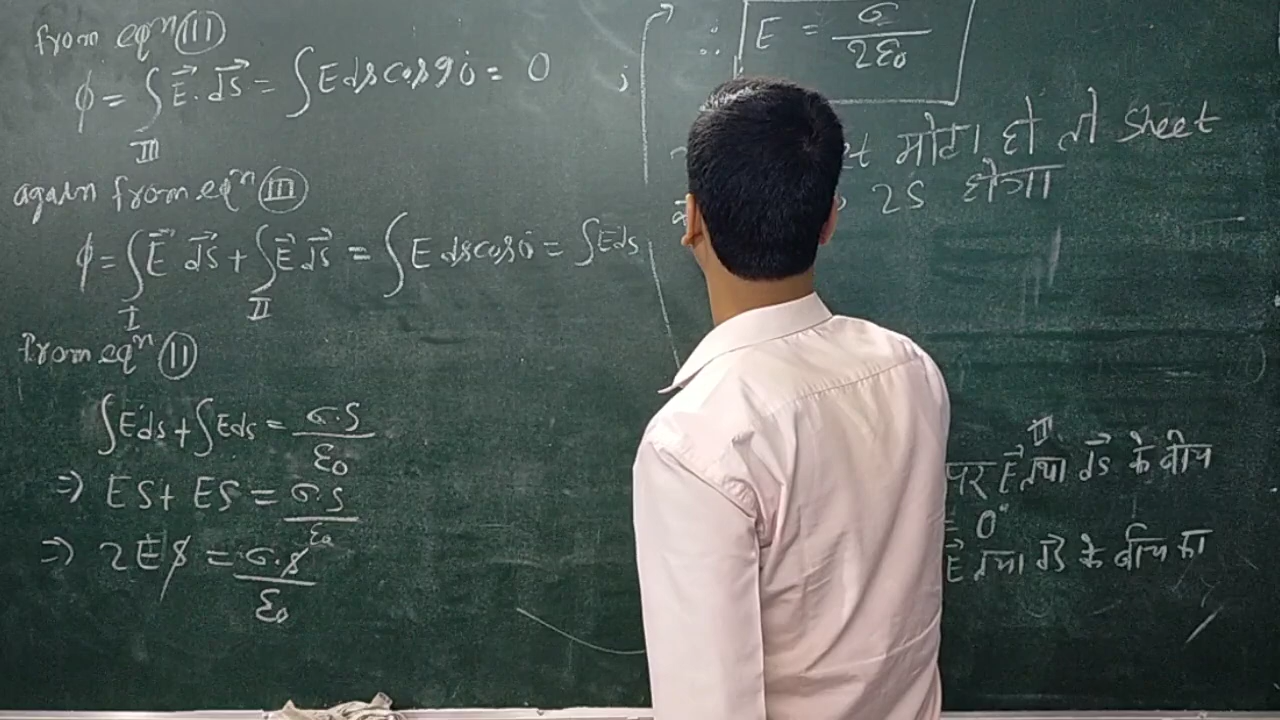 from eqⁿ (III)
ϕ = ∫ E⃗. ds⃗ = ∫ E ds cos 90 = 0 ;
III
again from eqⁿ (III)
ϕ = ∫ E⃗ ds⃗ + ∫ E⃗ ds⃗ = ∫ E ds cos 0 = ∫ E ds
I II
from eqⁿ (II)
∫ E ds + ∫ E ds = σ.S / ε₀
⇒ ES + ES = σ.S / ε₀
⇒ 2ES = σ.S / ε₀
∴ E = σ / 2ε₀
मोटा हो तो sheet
2S होगा
III
पर E⃗ तथा ds⃗ के बीच
= 0°
E⃗ तथा ds⃗ के बीच का